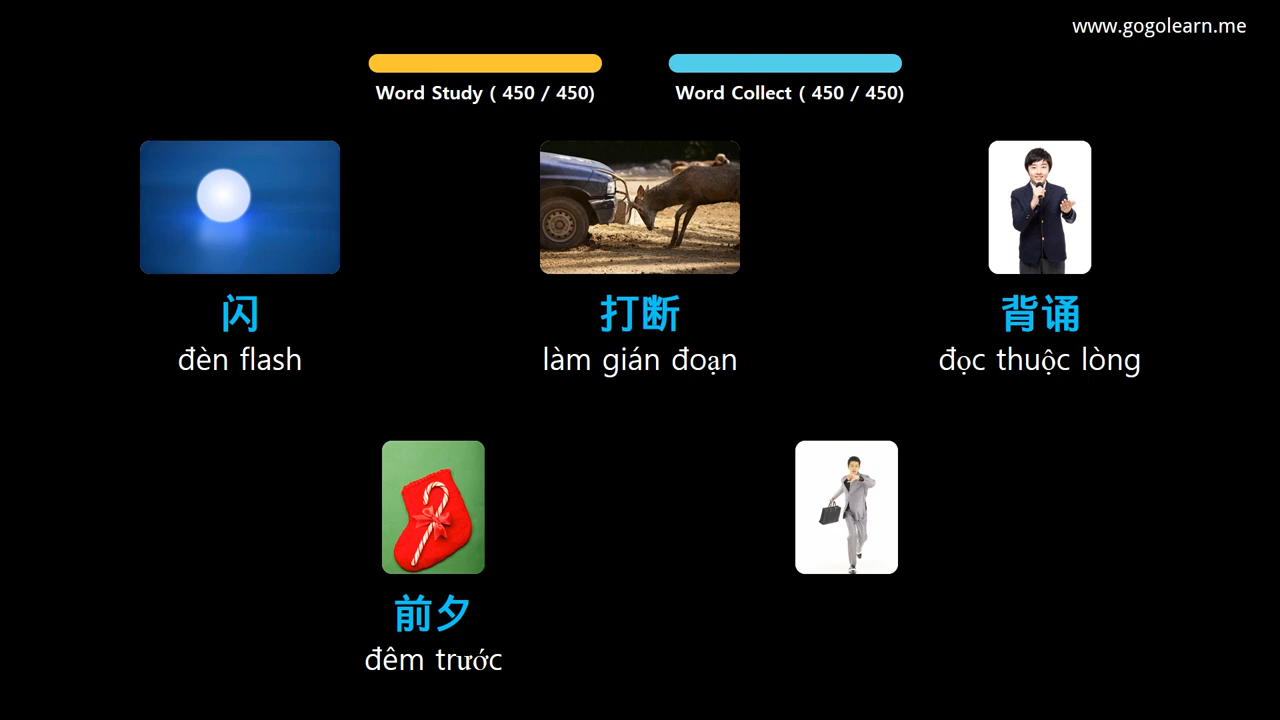 www.gogolearn.me
Word Study ( 450 / 450)
Word Collect ( 450 / 450)
闪
đèn flash
打断
làm gián đoạn
背诵
đọc thuộc lòng
前夕
đêm trước